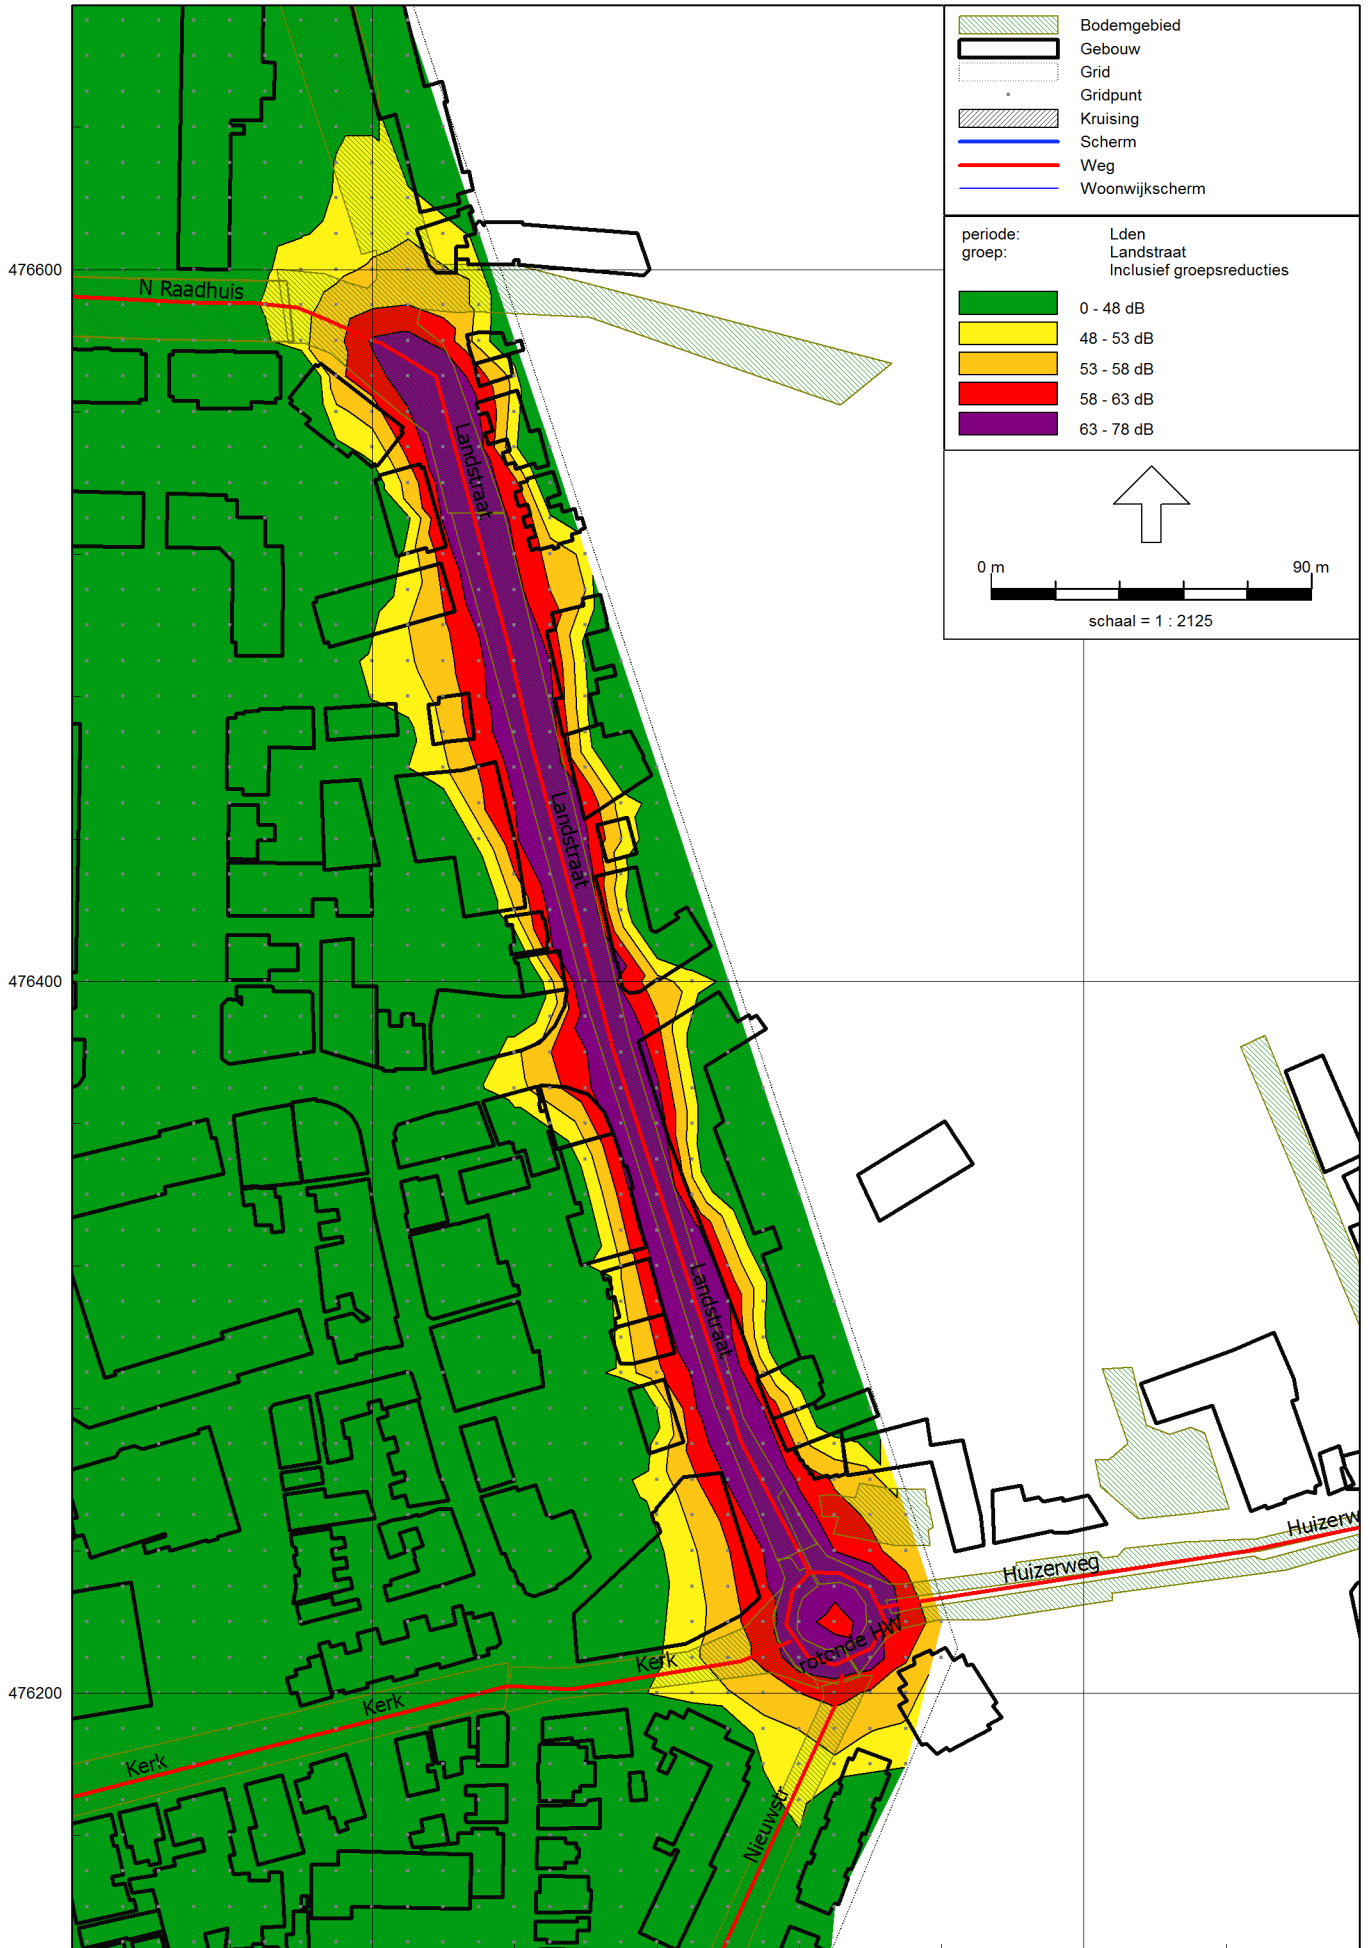 Bodemgebied
Gebouw
Grid
Gridpunt
Kruising
Scherm
Weg
Woonwijkscherm
periode: Lden
groep: Landstraat
Inclusief groepsreducties
0 - 48 dB
48 - 53 dB
53 - 58 dB
58 - 63 dB
63 - 78 dB
0 m 90 m
schaal = 1 : 2125
476600
N Raadhuis
Landstraat
Landstraat
476400
Landstraat
Huizerw
Huizerweg
rotonde HW
Kerk
476200
Kerk
Kerk
Nieuwstr